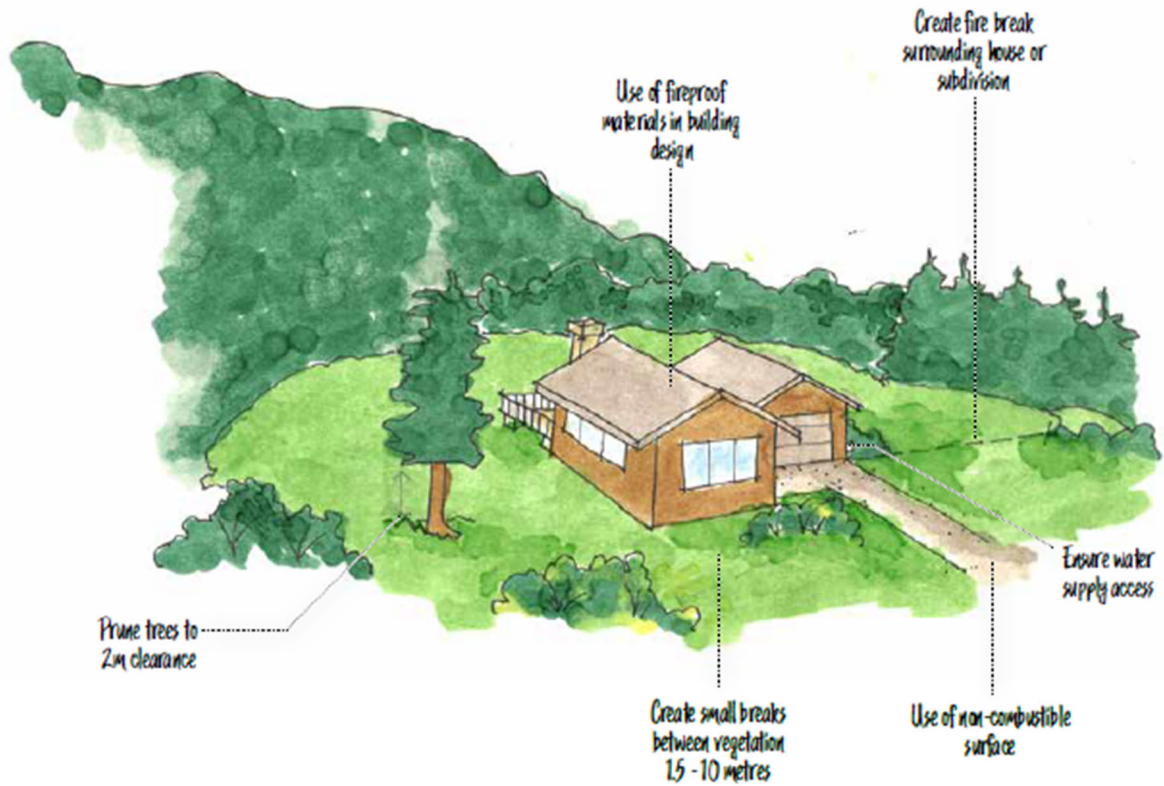 Create fire break
surrounding house or
subdivision
Use of fireproof
materials in building
design
Ensure water
supply access
Prune trees to
2m clearance
Create small breaks
between vegetation
1.5 - 10 metres
Use of non-combustible
surface